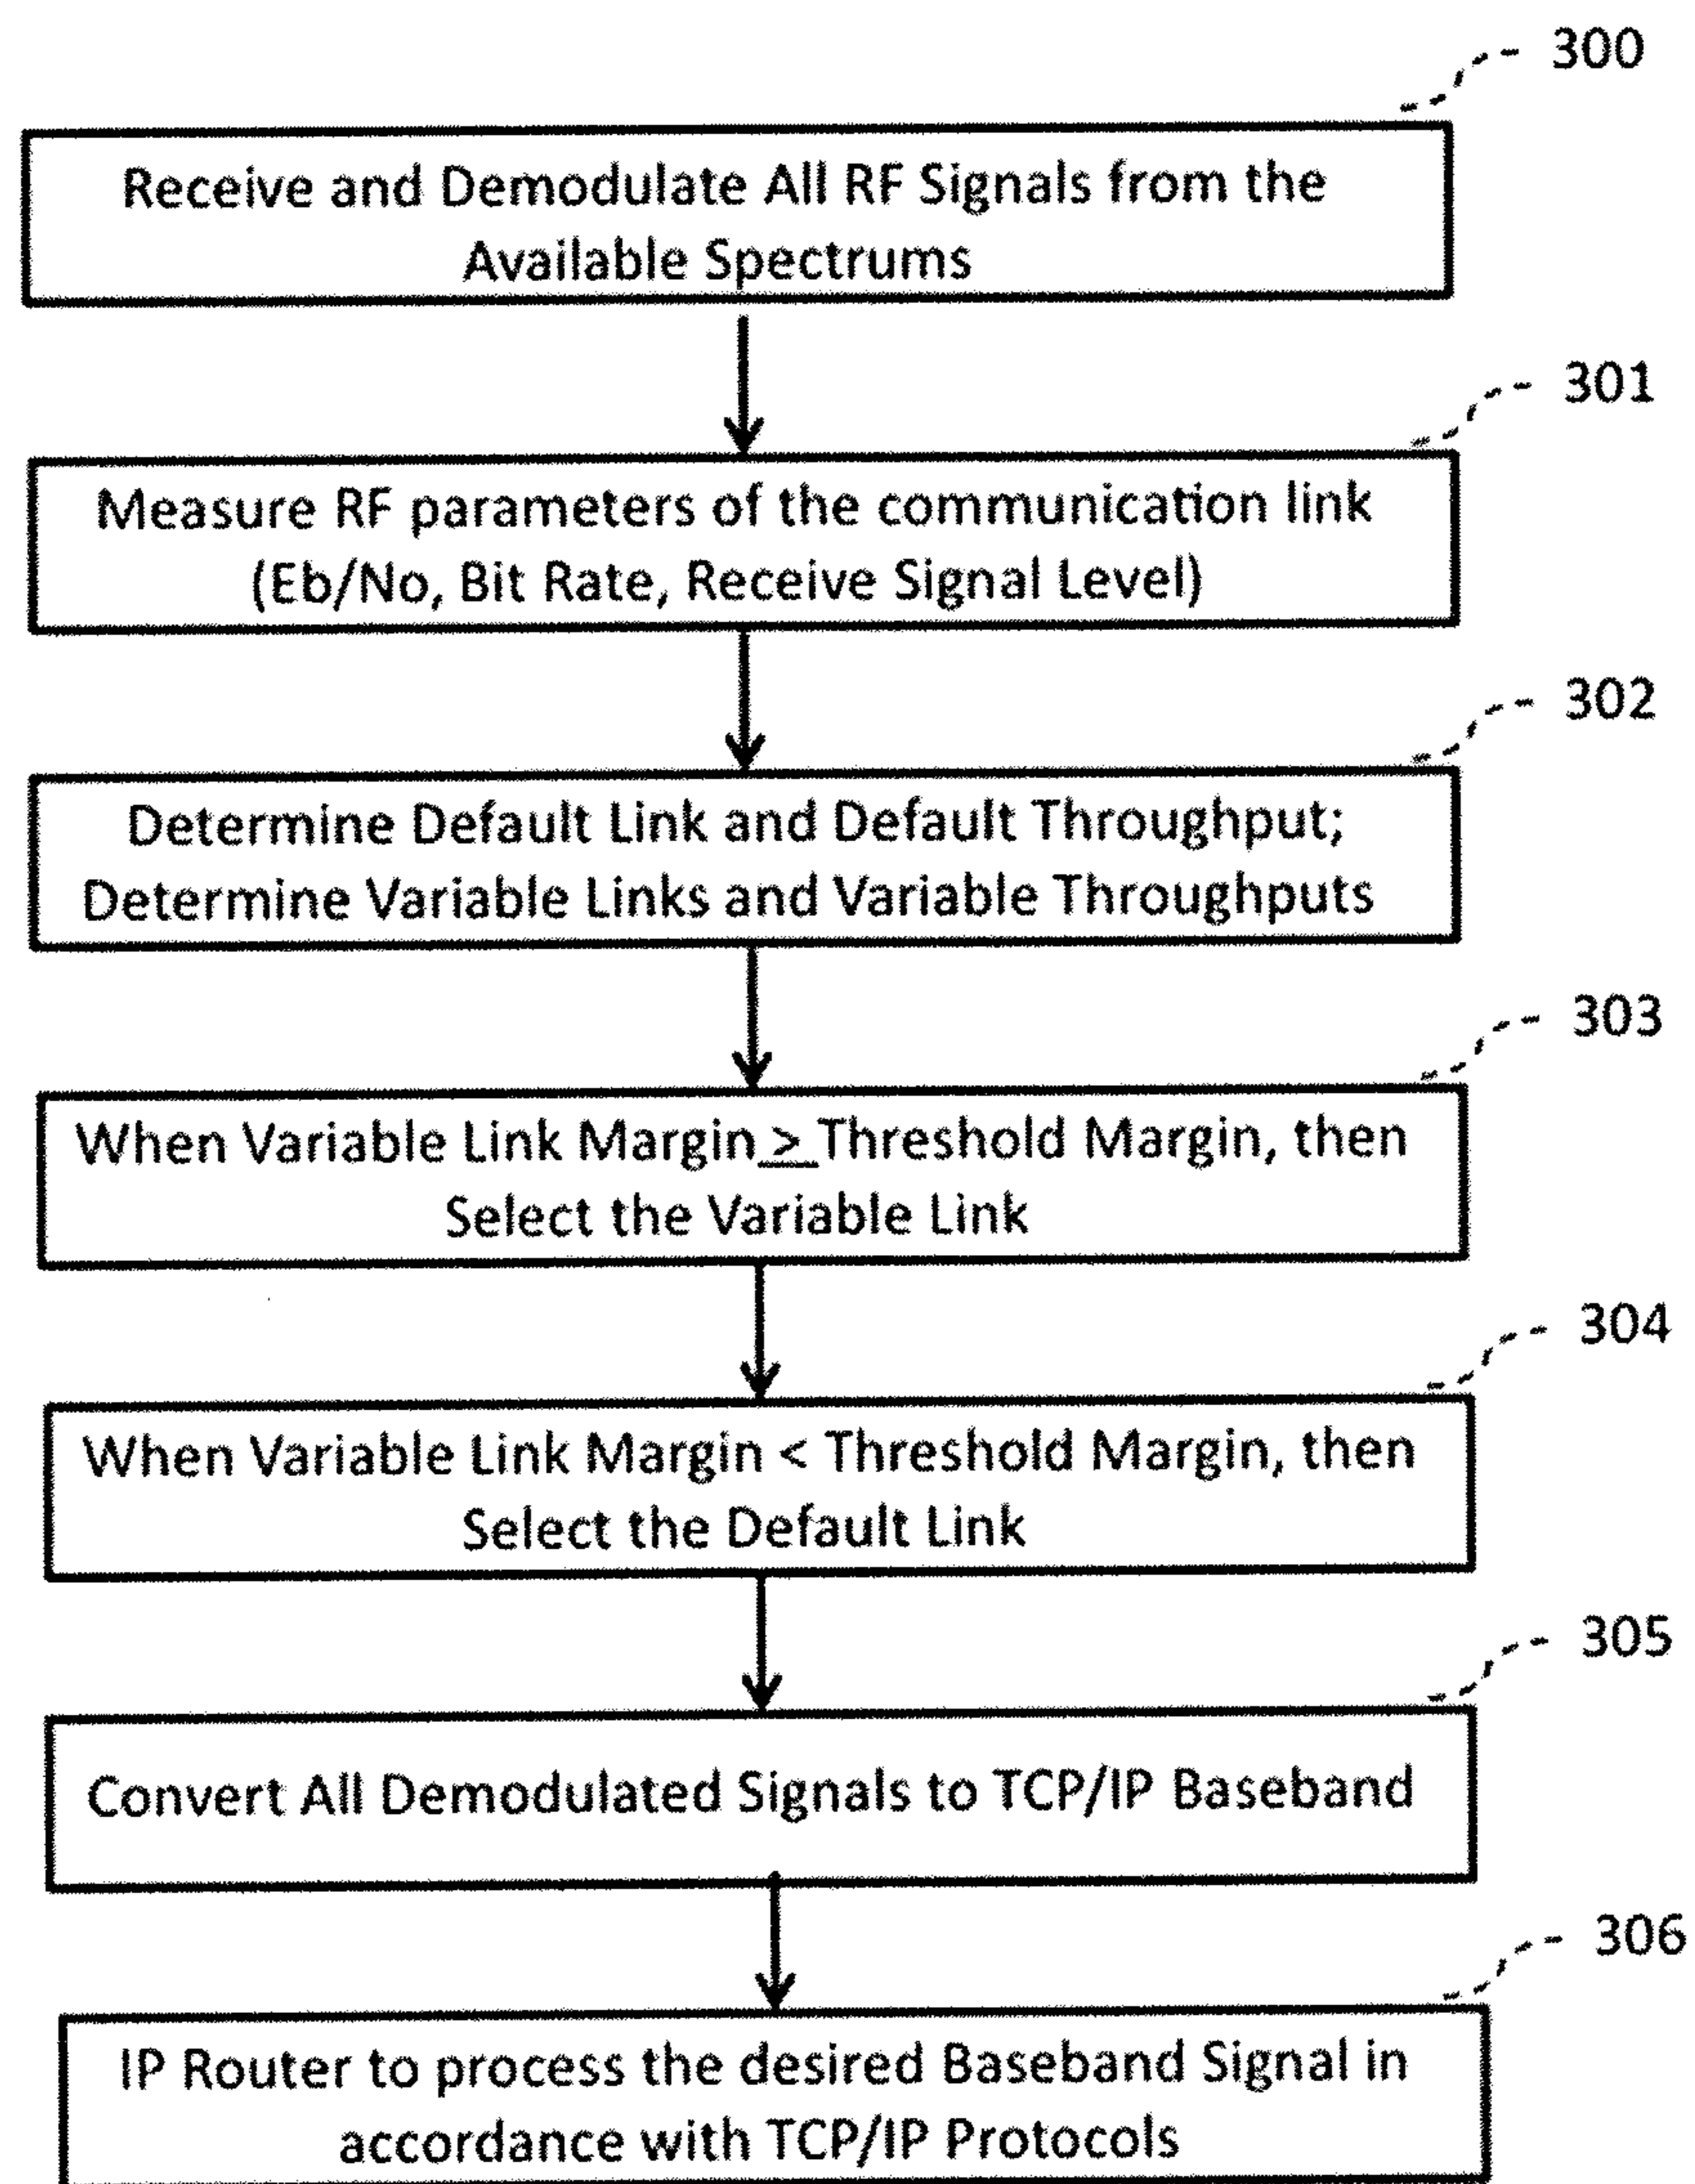 300
Receive and Demodulate All RF Signals from the
Available Spectrums
301
Measure RF parameters of the communication link
(Eb/No, Bit Rate, Receive Signal Level)
302
Determine Default Link and Default Throughput;
Determine Variable Links and Variable Throughputs
303
When Variable Link Margin ≥ Threshold Margin, then
Select the Variable Link
304
When Variable Link Margin < Threshold Margin, then
Select the Default Link
305
Convert All Demodulated Signals to TCP/IP Baseband
306
IP Router to process the desired Baseband Signal in
accordance with TCP/IP Protocols